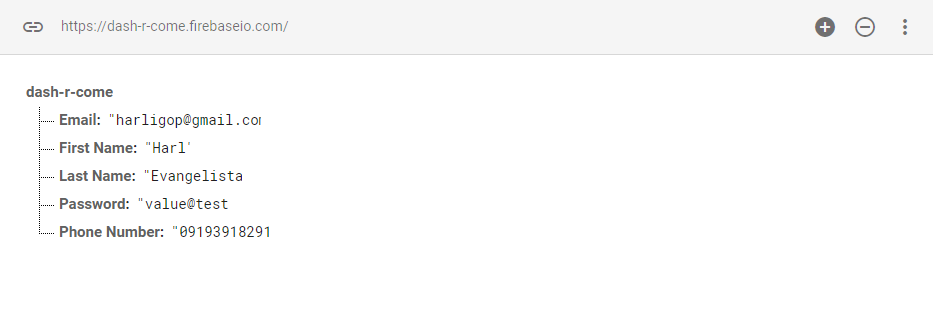 https://dash-r-come.firebaseio.com/
dash-r-come
Email: "harligop@gmail.com
First Name: "Harl"
Last Name: "Evangelista
Password: "value@test
Phone Number: "09193918291